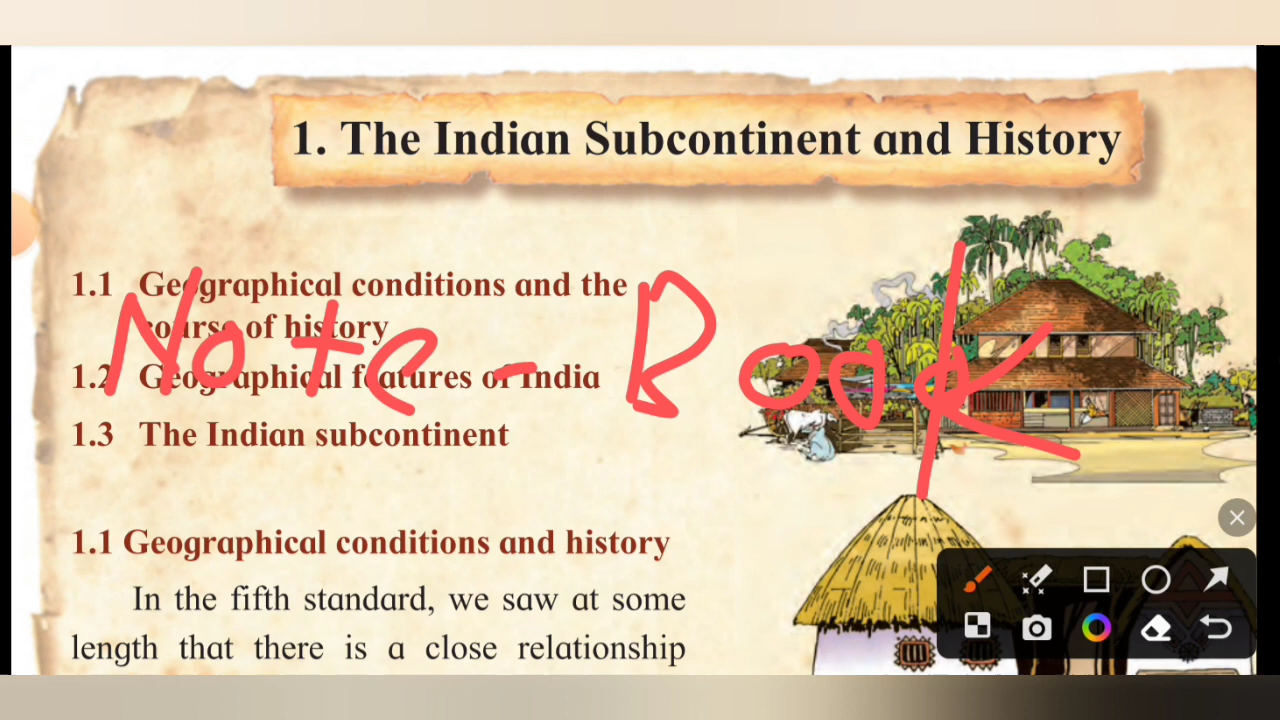 1. The Indian Subcontinent and History
1.1 Geographical conditions and the
course of history
1.2 Geographical features of India
1.3 The Indian subcontinent
Note - Book
1.1 Geographical conditions and history
In the fifth standard, we saw at some
length that there is a close relationship